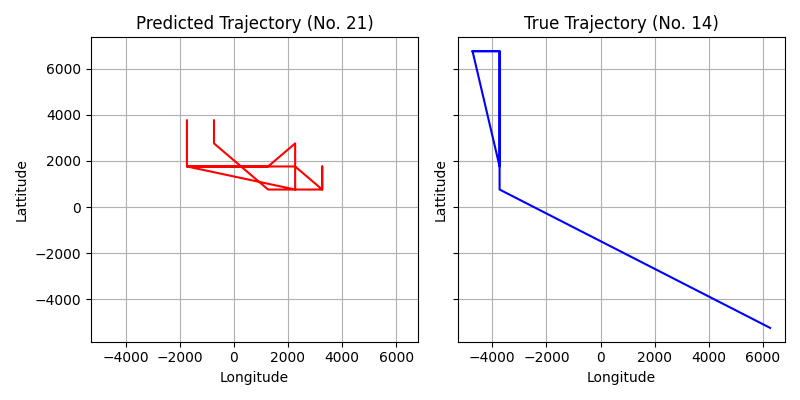 Predicted Trajectory (No. 21)
True Trajectory (No. 14)
Lattitude
6000
4000
2000
0
−2000
−4000
−4000 −2000 0 2000 4000 6000
Longitude
Lattitude
−4000 −2000 0 2000 4000 6000
Longitude